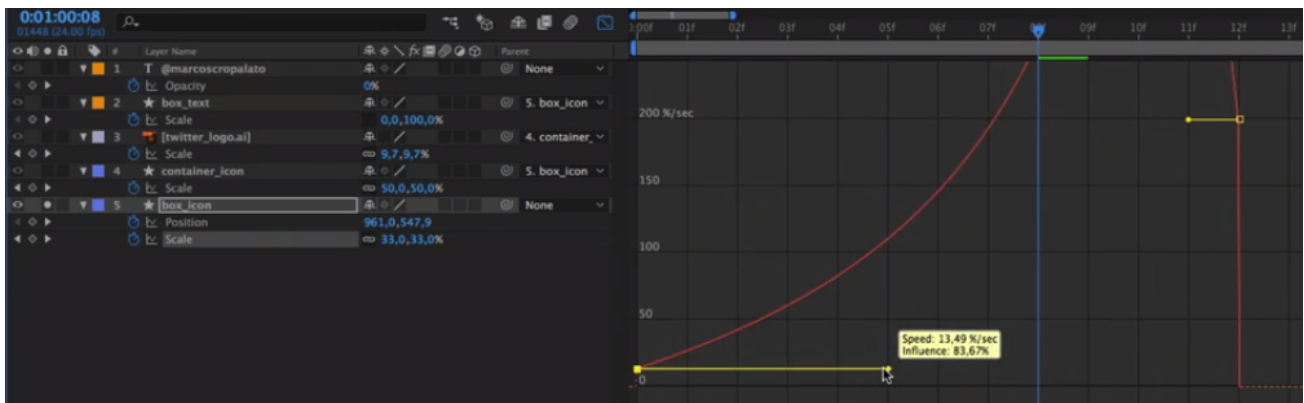 0:01:00:08
01448 (24.00 fps)
:00f 01f 02f 03f 04f 05f 06f 07f 08f 09f 10f 11f 12f 13f
# Layer Name Parent
1 T @marcoscropalato None
Opacity 0%
2 box_text 5. box_icon
Scale 0,0,100,0%
3 [twitter_logo.ai] 4. container_
Scale 9,7,9,7%
4 container_icon 5. box_icon
Scale 50,0,50,0%
5 box_icon None
Position 961,0,547,9
Scale 33,0,33,0%
200 %/sec
150
100
50
0
Speed: 13,49 %/sec
Influence: 83,67%